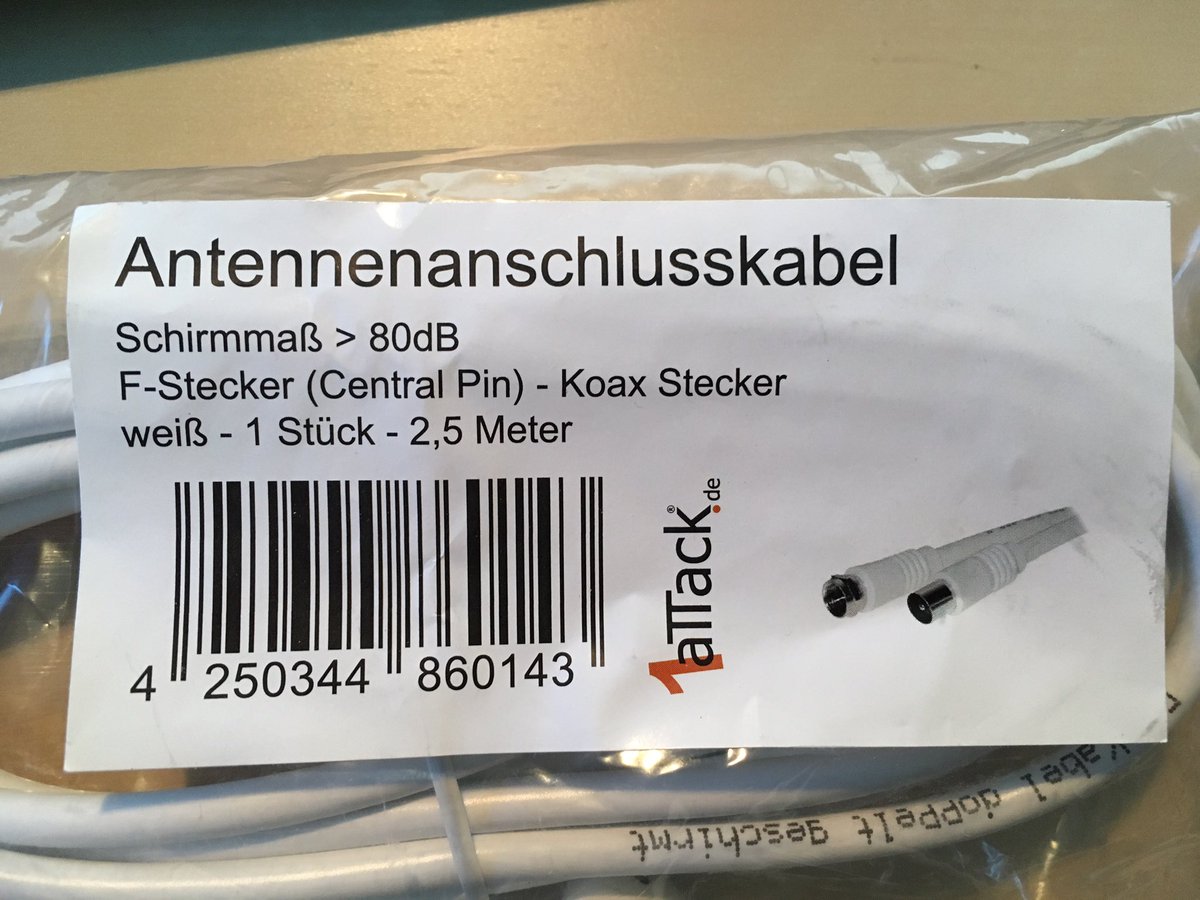 Antennenanschlusskabel
Schirmmaß > 80dB
F-Stecker (Central Pin) - Koax Stecker
weiß - 1 Stück - 2,5 Meter
4 250344 860143
1aTTack®.de
Kabel doppelt geschirmt